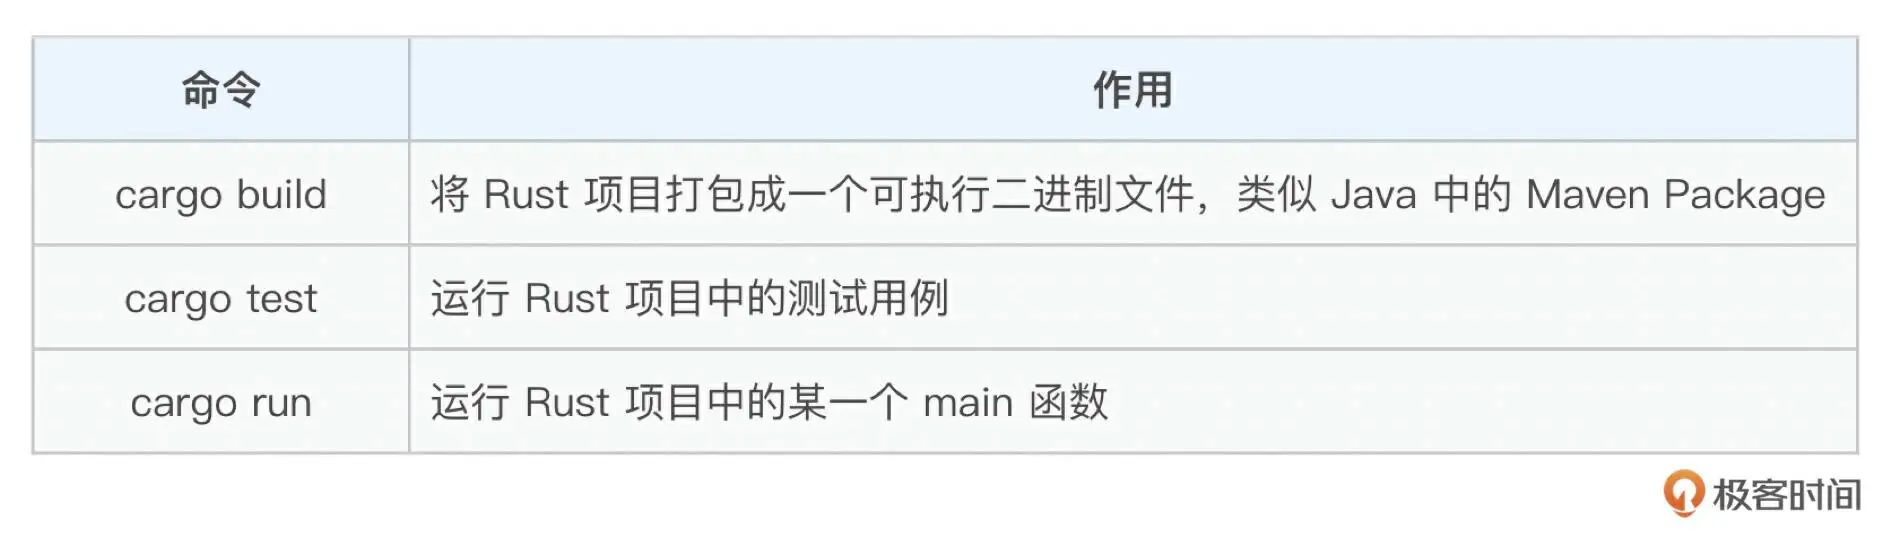 命令 作用
cargo build 将 Rust 项目打包成一个可执行二进制文件，类似 Java 中的 Maven Package
cargo test 运行 Rust 项目中的测试用例
cargo run 运行 Rust 项目中的某一个 main 函数
极客时间